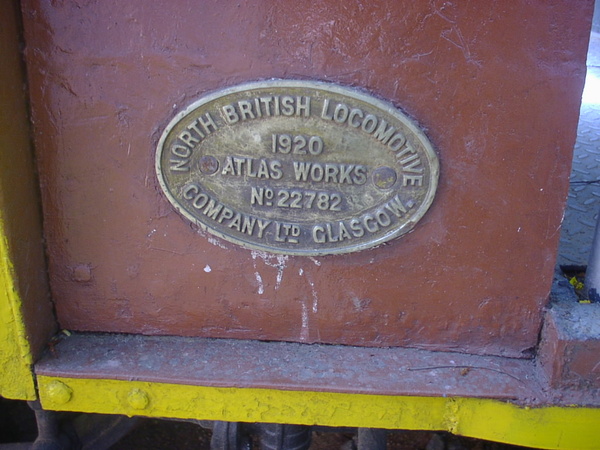 NORTH BRITISH LOCOMOTIVE
1920
ATLAS WORKS
Nº 22782
COMPANY LTD GLASGOW.